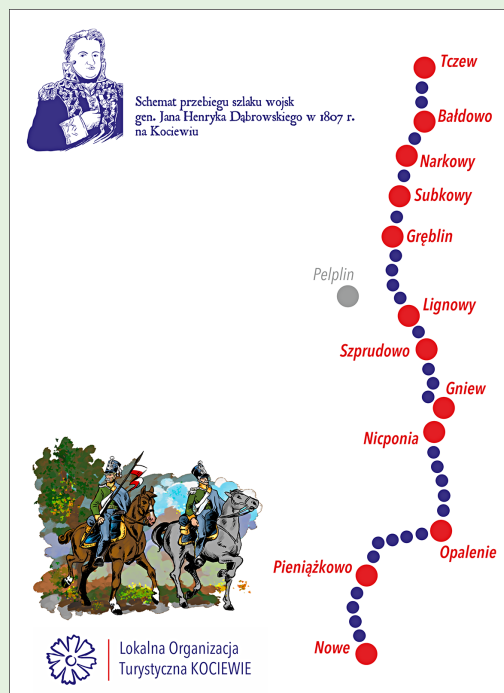 Schemat przebiegu szlaku wojsk
gen. Jana Henryka Dąbrowskiego w 1807 r.
na Kociewiu
Tczew
Bałdowo
Narkowy
Subkowy
Gręblin
Pelplin
Lignowy
Szprudowo
Gniew
Nicponia
Opalenie
Pieniążkowo
Nowe
Lokalna Organizacja
Turystyczna KOCIEWIE